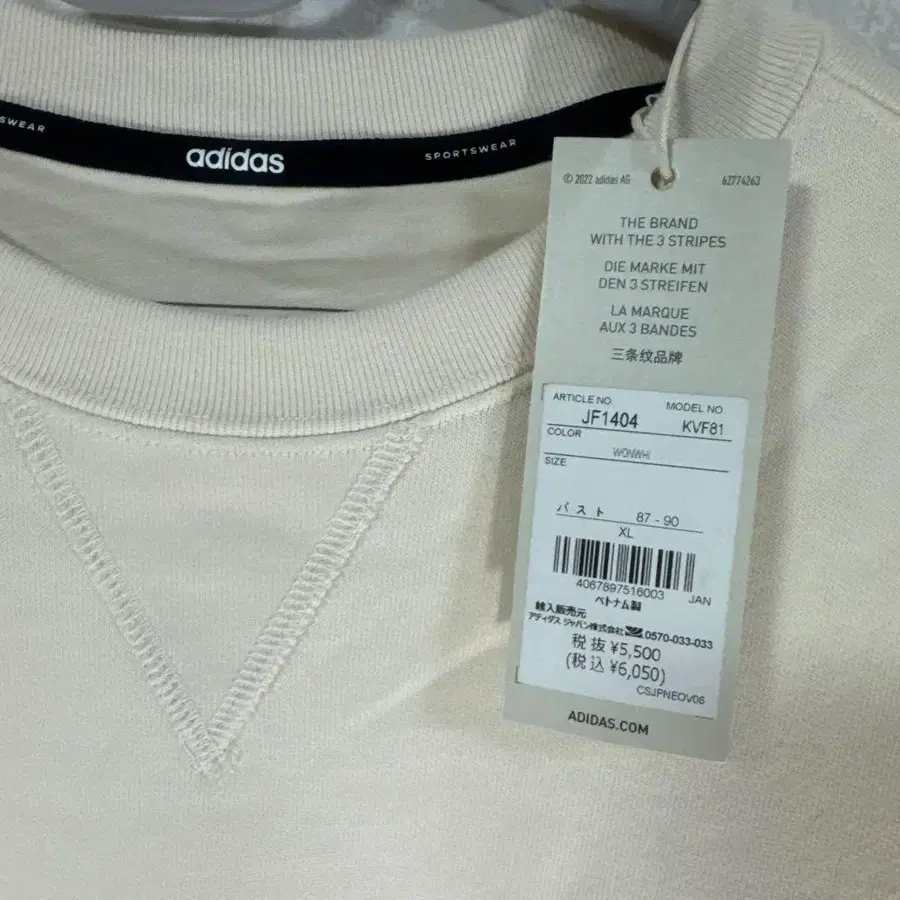 SWEAR
adidas
SPORTSWEAR
© 2022 adidas AG 62774263
THE BRAND
WITH THE 3 STRIPES
DIE MARKE MIT
DEN 3 STREIFEN
LA MARQUE
AUX 3 BANDES
三条纹品牌
ARTICLE NO. MODEL NO.
JF1404 KVF81
COLOR
WONWHI
SIZE
バスト 87 - 90
XL
4067897516003 JAN
ベトナム製
輸入販売元
アディダス ジャパン株式会社 0570-033-033
税抜 ¥5,500
(税込 ¥6,050)
CSJPNEOV06
ADIDAS.COM